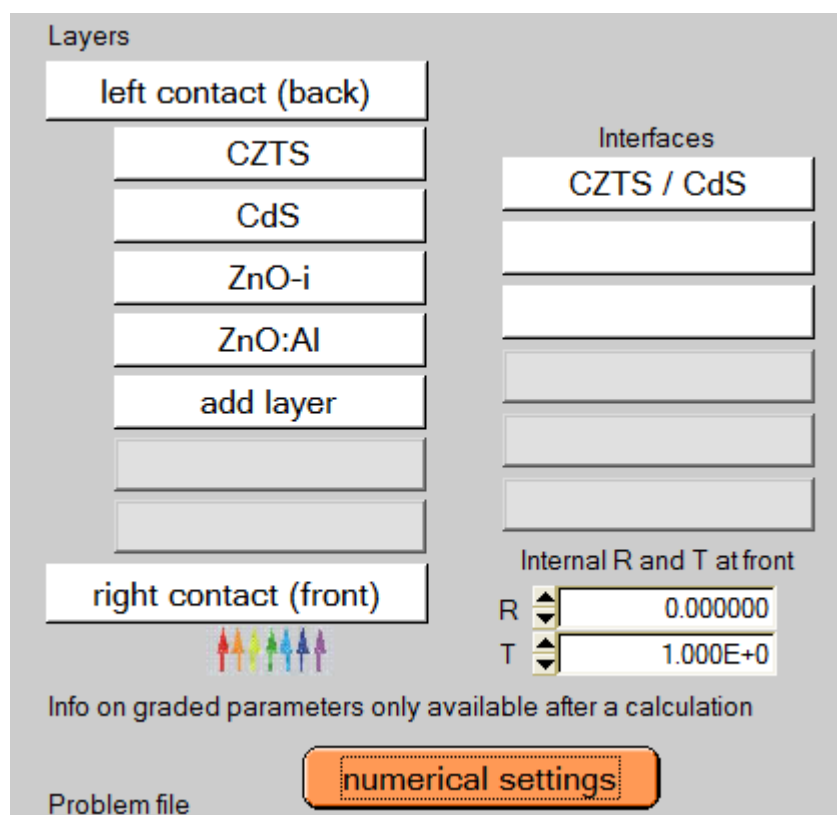 Layers
left contact (back)
CZTS
CdS
ZnO-i
ZnO:Al
add layer
right contact (front)
Interfaces
CZTS / CdS
Internal R and T at front
R 0.000000
T 1.000E+0
Info on graded parameters only available after a calculation
numerical settings
Problem file